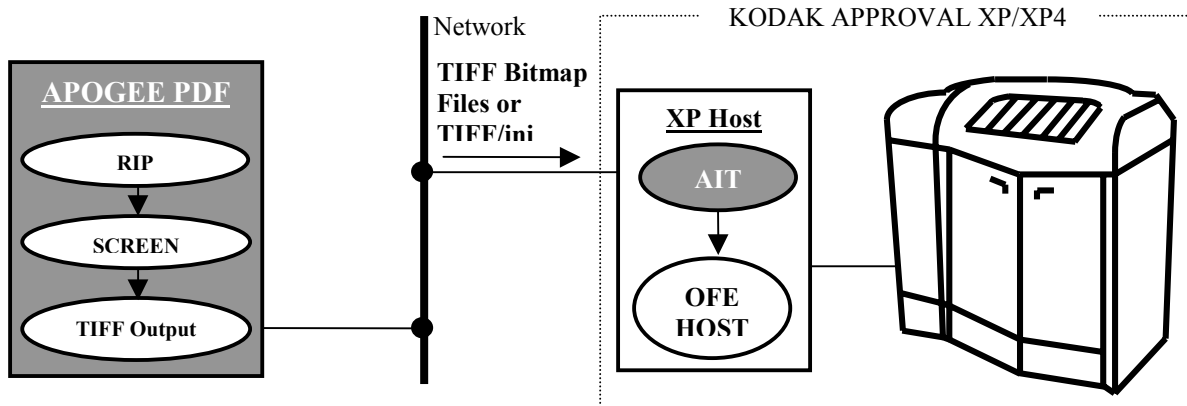 KODAK APPROVAL XP/XP4
Network
TIFF Bitmap
Files or
TIFF/ini
APOGEE PDF
RIP
SCREEN
TIFF Output
XP Host
AIT
OFE
HOST